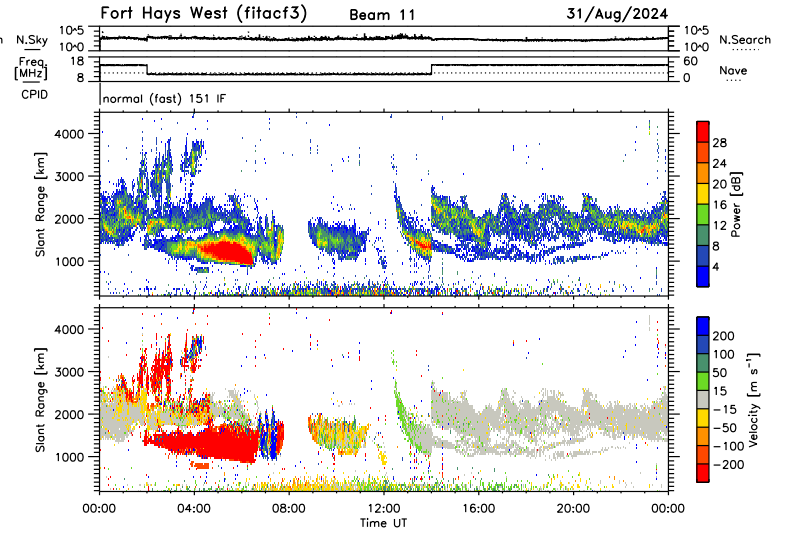 Fort Hays West (fitacf3) Beam 11 31/Aug/2024
N.Sky 10^5 10^5 N.Search
10^0 10^0
Freq. 18 60
[MHz] 8 0 Nave
CPID normal (fast) 151 IF
Slant Range [km]
4000
3000
2000
1000
28
24
20
16
12
8
4
Power [dB]
Slant Range [km]
4000
3000
2000
1000
200
100
50
15
-15
-50
-100
-200
Velocity [m s⁻¹]
00:00 04:00 08:00 12:00 16:00 20:00 00:00
Time UT